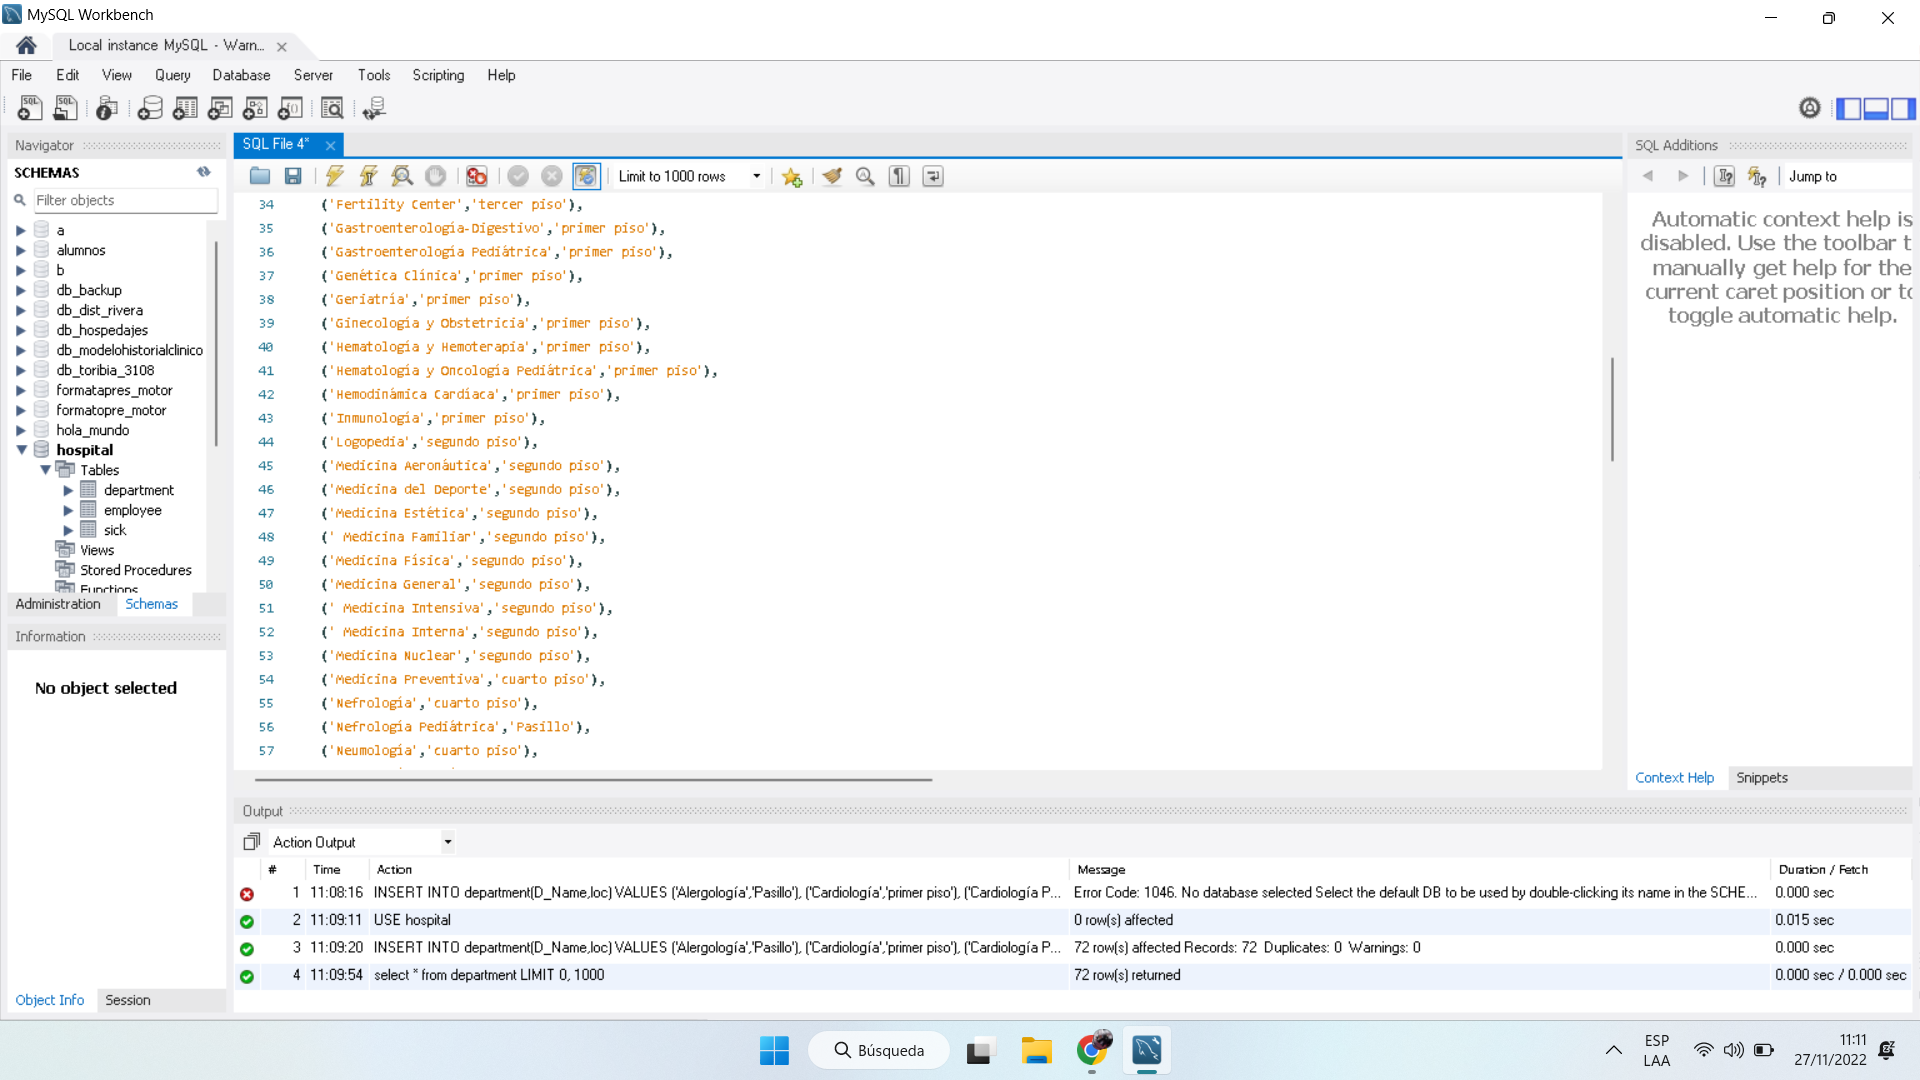 MySQL Workbench
Local instance MySQL - Warn...
File Edit View Query Database Server Tools Scripting Help
Navigator
SCHEMAS
Filter objects
a
alumnos
b
db_backup
db_dist_rivera
db_hospedajes
db_modelohistorialclinico
db_toribia_3108
formatapres_motor
formatopre_motor
hola_mundo
hospital
Tables
department
employee
sick
Views
Stored Procedures
Functions
Administration Schemas
Information
No object selected
Object Info Session
SQL File 4*
Limit to 1000 rows
34 ('Fertility Center','tercer piso'),
35 ('Gastroenterología-Digestivo','primer piso'),
36 ('Gastroenterología Pediátrica','primer piso'),
37 ('Genética Clínica','primer piso'),
38 ('Geriatría','primer piso'),
39 ('Ginecología y Obstetricia','primer piso'),
40 ('Hematología y Hemoterapia','primer piso'),
41 ('Hematología y Oncología Pediátrica','primer piso'),
42 ('Hemodinámica Cardíaca','primer piso'),
43 ('Inmunología','primer piso'),
44 ('Logopedia','segundo piso'),
45 ('Medicina Aeronáutica','segundo piso'),
46 ('Medicina del Deporte','segundo piso'),
47 ('Medicina Estética','segundo piso'),
48 (' Medicina Familiar','segundo piso'),
49 ('Medicina Física','segundo piso'),
50 ('Medicina General','segundo piso'),
51 (' Medicina Intensiva','segundo piso'),
52 (' Medicina Interna','segundo piso'),
53 ('Medicina Nuclear','segundo piso'),
54 ('Medicina Preventiva','cuarto piso'),
55 ('Nefrología','cuarto piso'),
56 ('Nefrología Pediátrica','Pasillo'),
57 ('Neumología','cuarto piso'),
SQL Additions
Jump to
Automatic context help is
disabled. Use the toolbar t
manually get help for the
current caret position or to
toggle automatic help.
Context Help Snippets
Output
Action Output
# Time Action Message Duration / Fetch
1 11:08:16 INSERT INTO department(D_Name,loc) VALUES ('Alergología','Pasillo'), ('Cardiología','primer piso'), ('Cardiología P... Error Code: 1046. No database selected Select the default DB to be used by double-clicking its name in the SCHE... 0.000 sec
2 11:09:11 USE hospital 0 row(s) affected 0.015 sec
3 11:09:20 INSERT INTO department(D_Name,loc) VALUES ('Alergología','Pasillo'), ('Cardiología','primer piso'), ('Cardiología P... 72 row(s) affected Records: 72 Duplicates: 0 Warnings: 0 0.000 sec
4 11:09:54 select * from department LIMIT 0, 1000 72 row(s) returned 0.000 sec / 0.000 sec
Búsqueda
ESP
LAA
11:11
27/11/2022